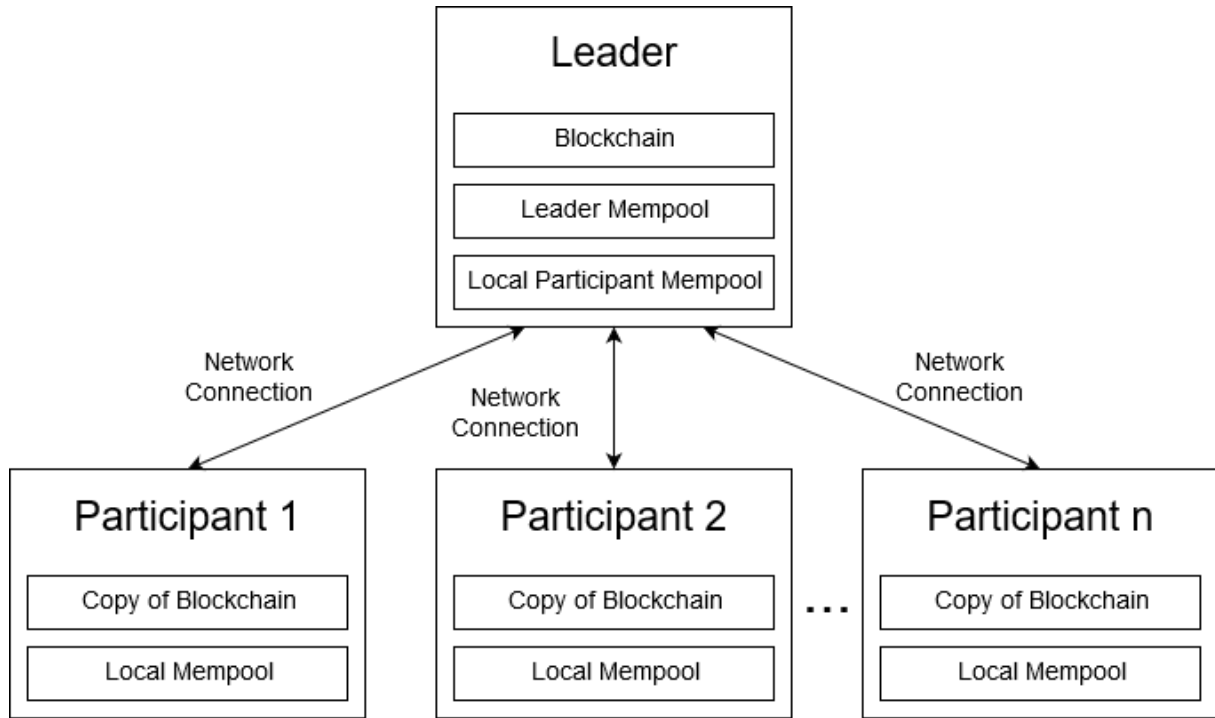 Leader
Blockchain
Leader Mempool
Local Participant Mempool
Network
Connection
Network
Connection
Network
Connection
Participant 1
Copy of Blockchain
Local Mempool
Participant 2
Copy of Blockchain
Local Mempool
...
Participant n
Copy of Blockchain
Local Mempool